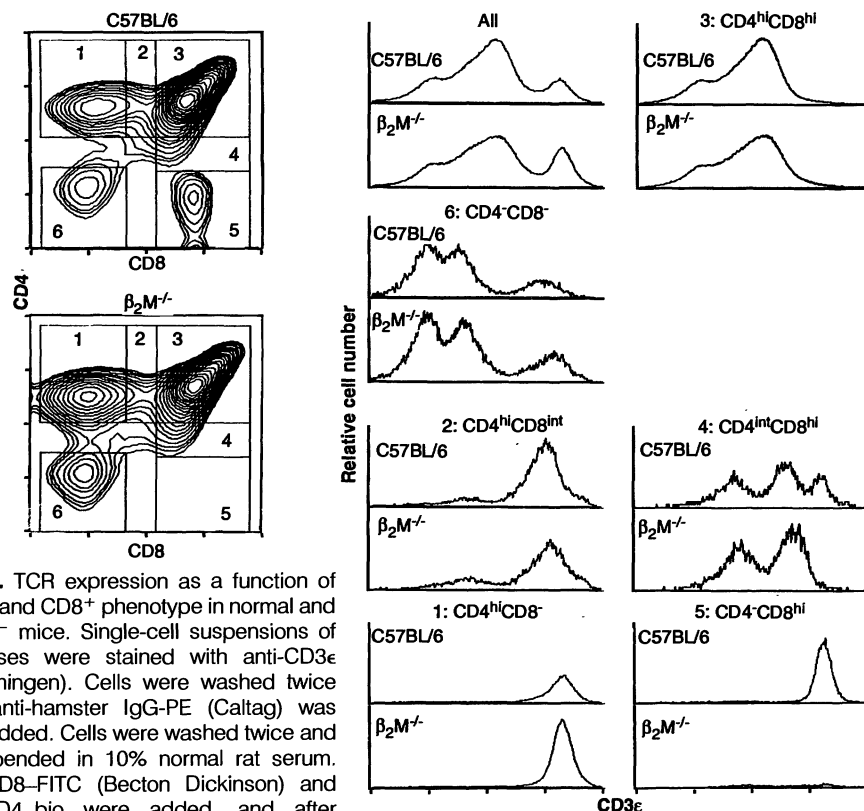 C57BL/6
1 2 3
4
6 5
CD8
CD4
β₂M⁻/⁻
1 2 3
4
6 5
CD8
. TCR expression as a function of
and CD8⁺ phenotype in normal and
⁻ mice. Single-cell suspensions of
ses were stained with anti-CD3ϵ
mingen). Cells were washed twice
anti-hamster IgG-PE (Caltag) was
dded. Cells were washed twice and
pended in 10% normal rat serum.
D8–FITC (Becton Dickinson) and
Relative cell number
All
C57BL/6
β₂M⁻/⁻
3: CD4ʰⁱCD8ʰⁱ
C57BL/6
β₂M⁻/⁻
6: CD4⁻CD8⁻
C57BL/6
β₂M⁻/⁻
2: CD4ʰⁱCD8ⁱⁿᵗ
C57BL/6
β₂M⁻/⁻
4: CD4ⁱⁿᵗCD8ʰⁱ
C57BL/6
β₂M⁻/⁻
1: CD4ʰⁱCD8⁻
C57BL/6
β₂M⁻/⁻
5: CD4⁻CD8ʰⁱ
C57BL/6
β₂M⁻/⁻
CD3ϵ